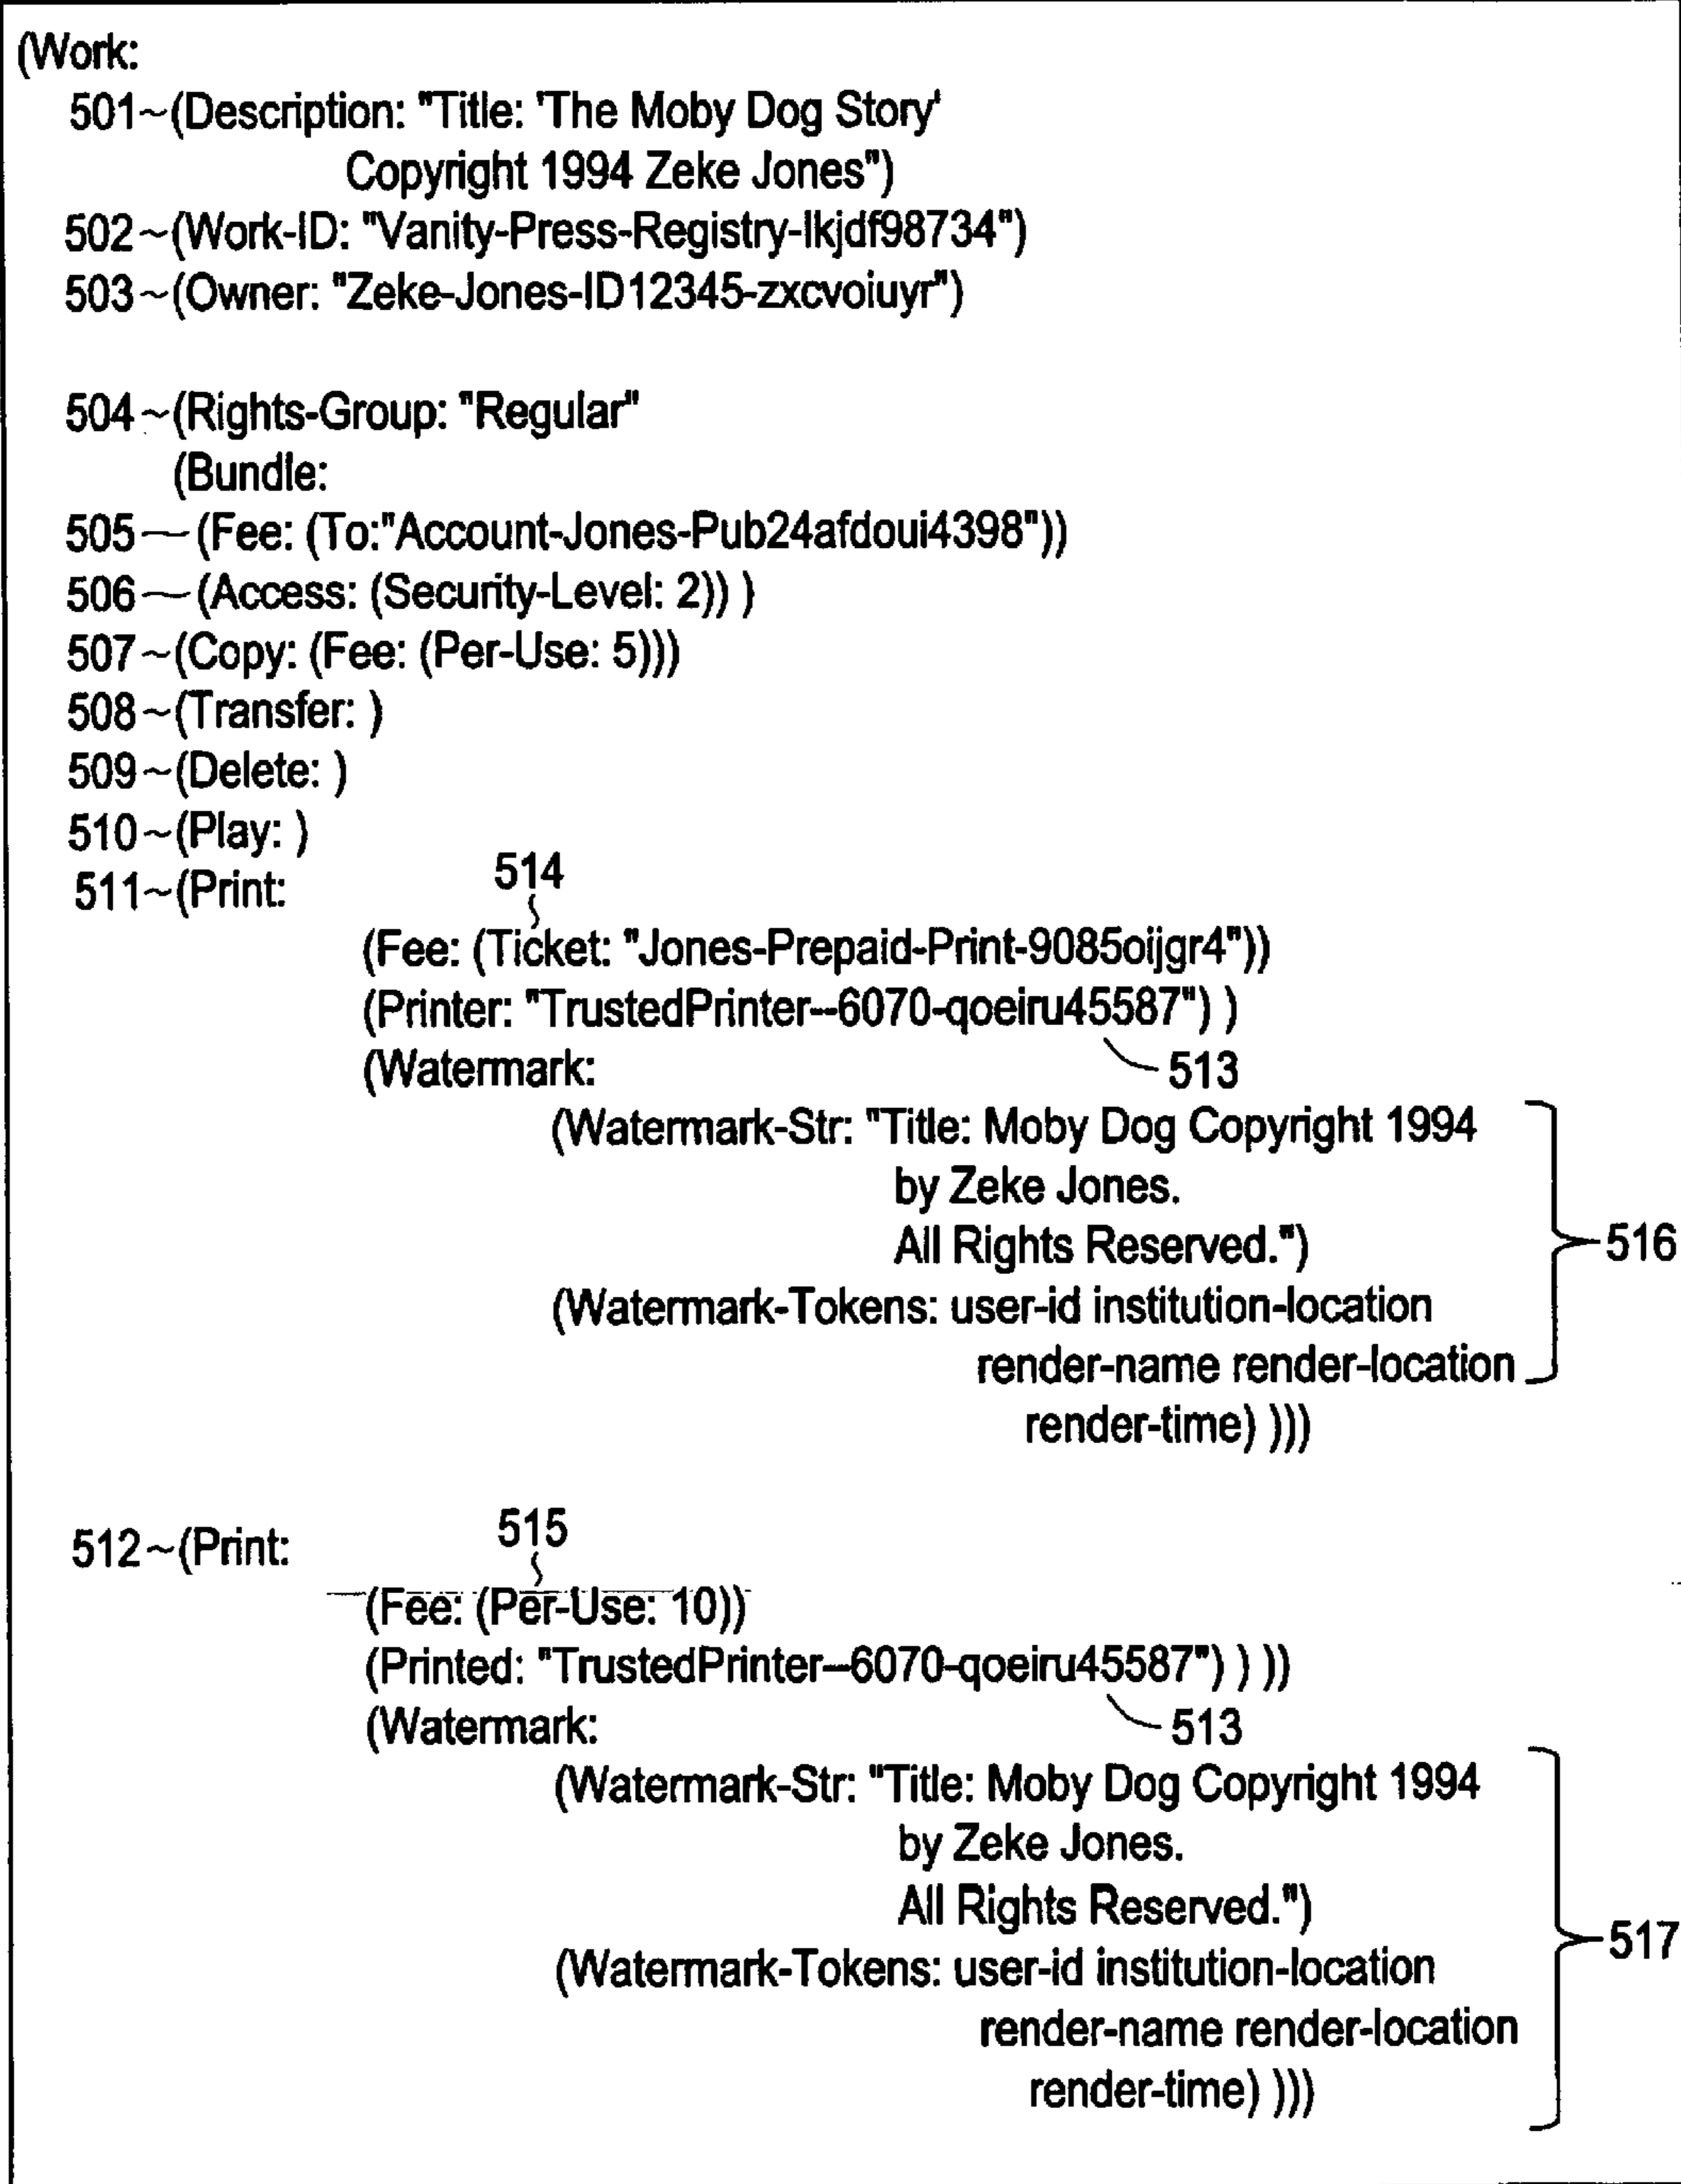 (Work:
501~(Description: "Title: 'The Moby Dog Story'
Copyright 1994 Zeke Jones")
502~(Work-ID: "Vanity-Press-Registry-lkjdf98734")
503~(Owner: "Zeke-Jones-ID12345-zxcvoiuyr")
504~(Rights-Group: "Regular"
(Bundle:
505—(Fee: (To:"Account-Jones-Pub24afdoui4398"))
506—(Access: (Security-Level: 2)) )
507~(Copy: (Fee: (Per-Use: 5)))
508~(Transfer: )
509~(Delete: )
510~(Play: )
511~(Print:
514
(Fee: (Ticket: "Jones-Prepaid-Print-9085oijgr4"))
(Printer: "TrustedPrinter--6070-qoeiru45587") )
513
(Watermark:
(Watermark-Str: "Title: Moby Dog Copyright 1994
by Zeke Jones.
All Rights Reserved.")
516
(Watermark-Tokens: user-id institution-location
render-name render-location
render-time) )))
512~(Print:
515
(Fee: (Per-Use: 10))
(Printed: "TrustedPrinter--6070-qoeiru45587") ) ))
513
(Watermark:
(Watermark-Str: "Title: Moby Dog Copyright 1994
by Zeke Jones.
All Rights Reserved.")
517
(Watermark-Tokens: user-id institution-location
render-name render-location
render-time) )))